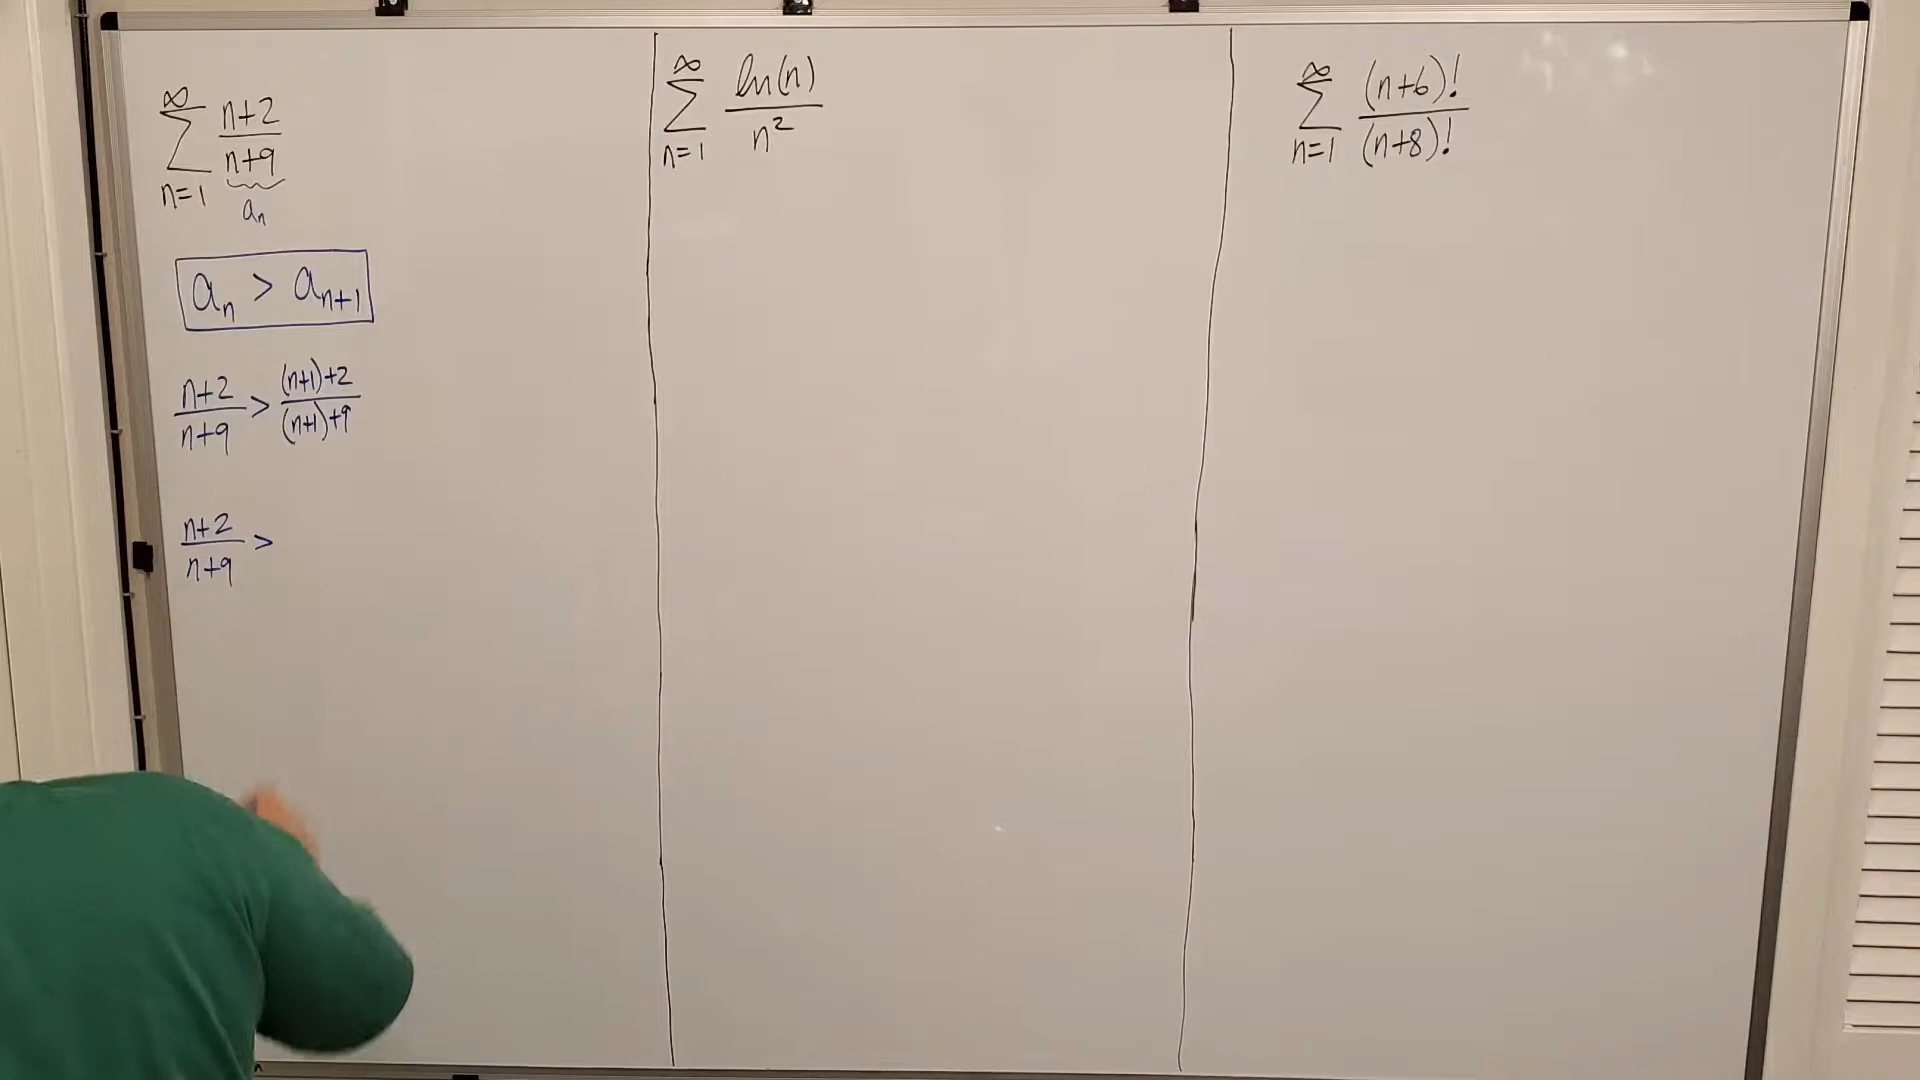 ∞
∑ n+2/n+9
n=1
aₙ
aₙ > aₙ₊₁
n+2/n+9 > (n+1)+2/(n+1)+9
n+2/n+9 >
∞
∑ ln(n)/n²
n=1
∞
∑ (n+6)!/(n+8)!
n=1